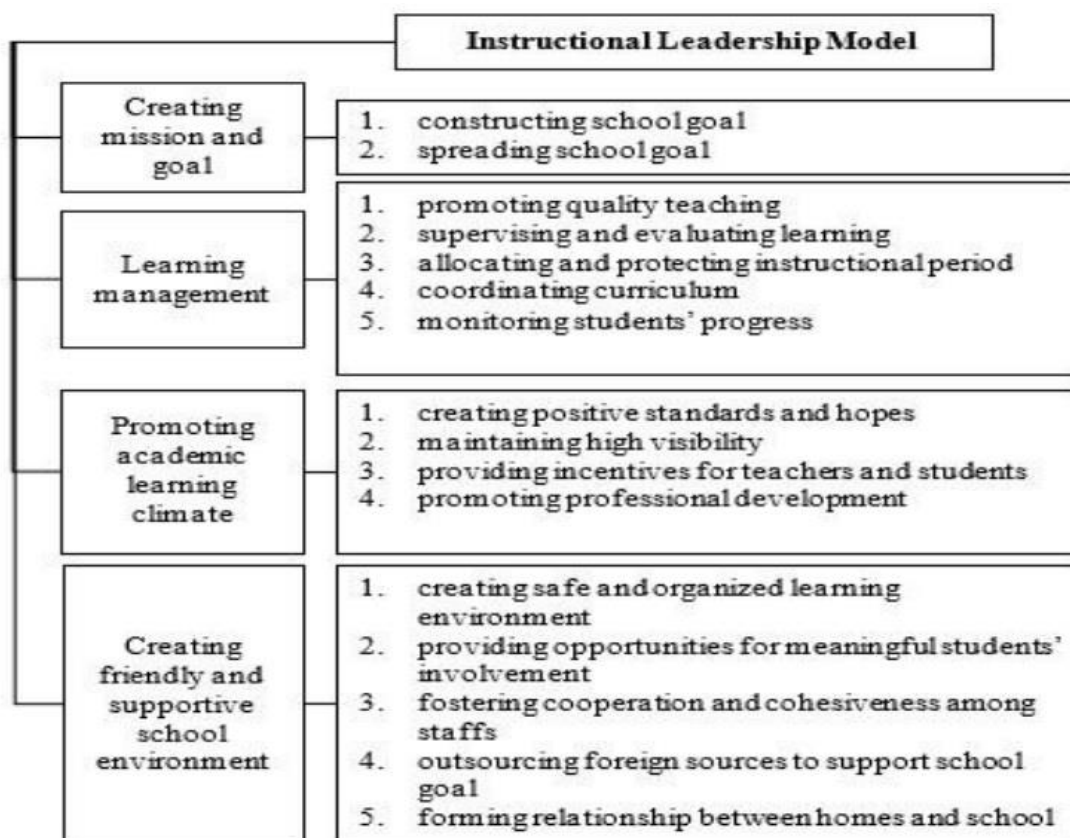 Instructional Leadership Model
Creating
mission and
goal
1. constructing school goal
2. spreading school goal
Learning
management
1. promoting quality teaching
2. supervising and evaluating learning
3. allocating and protecting instructional period
4. coordinating curriculum
5. monitoring students’ progress
Promoting
academic
learning
climate
1. creating positive standards and hopes
2. maintaining high visibility
3. providing incentives for teachers and students
4. promoting professional development
Creating
friendly and
supportive
school
environment
1. creating safe and organized learning
environment
2. providing opportunities for meaningful students’
involvement
3. fostering cooperation and cohesiveness among
staffs
4. outsourcing foreign sources to support school
goal
5. forming relationship between homes and school